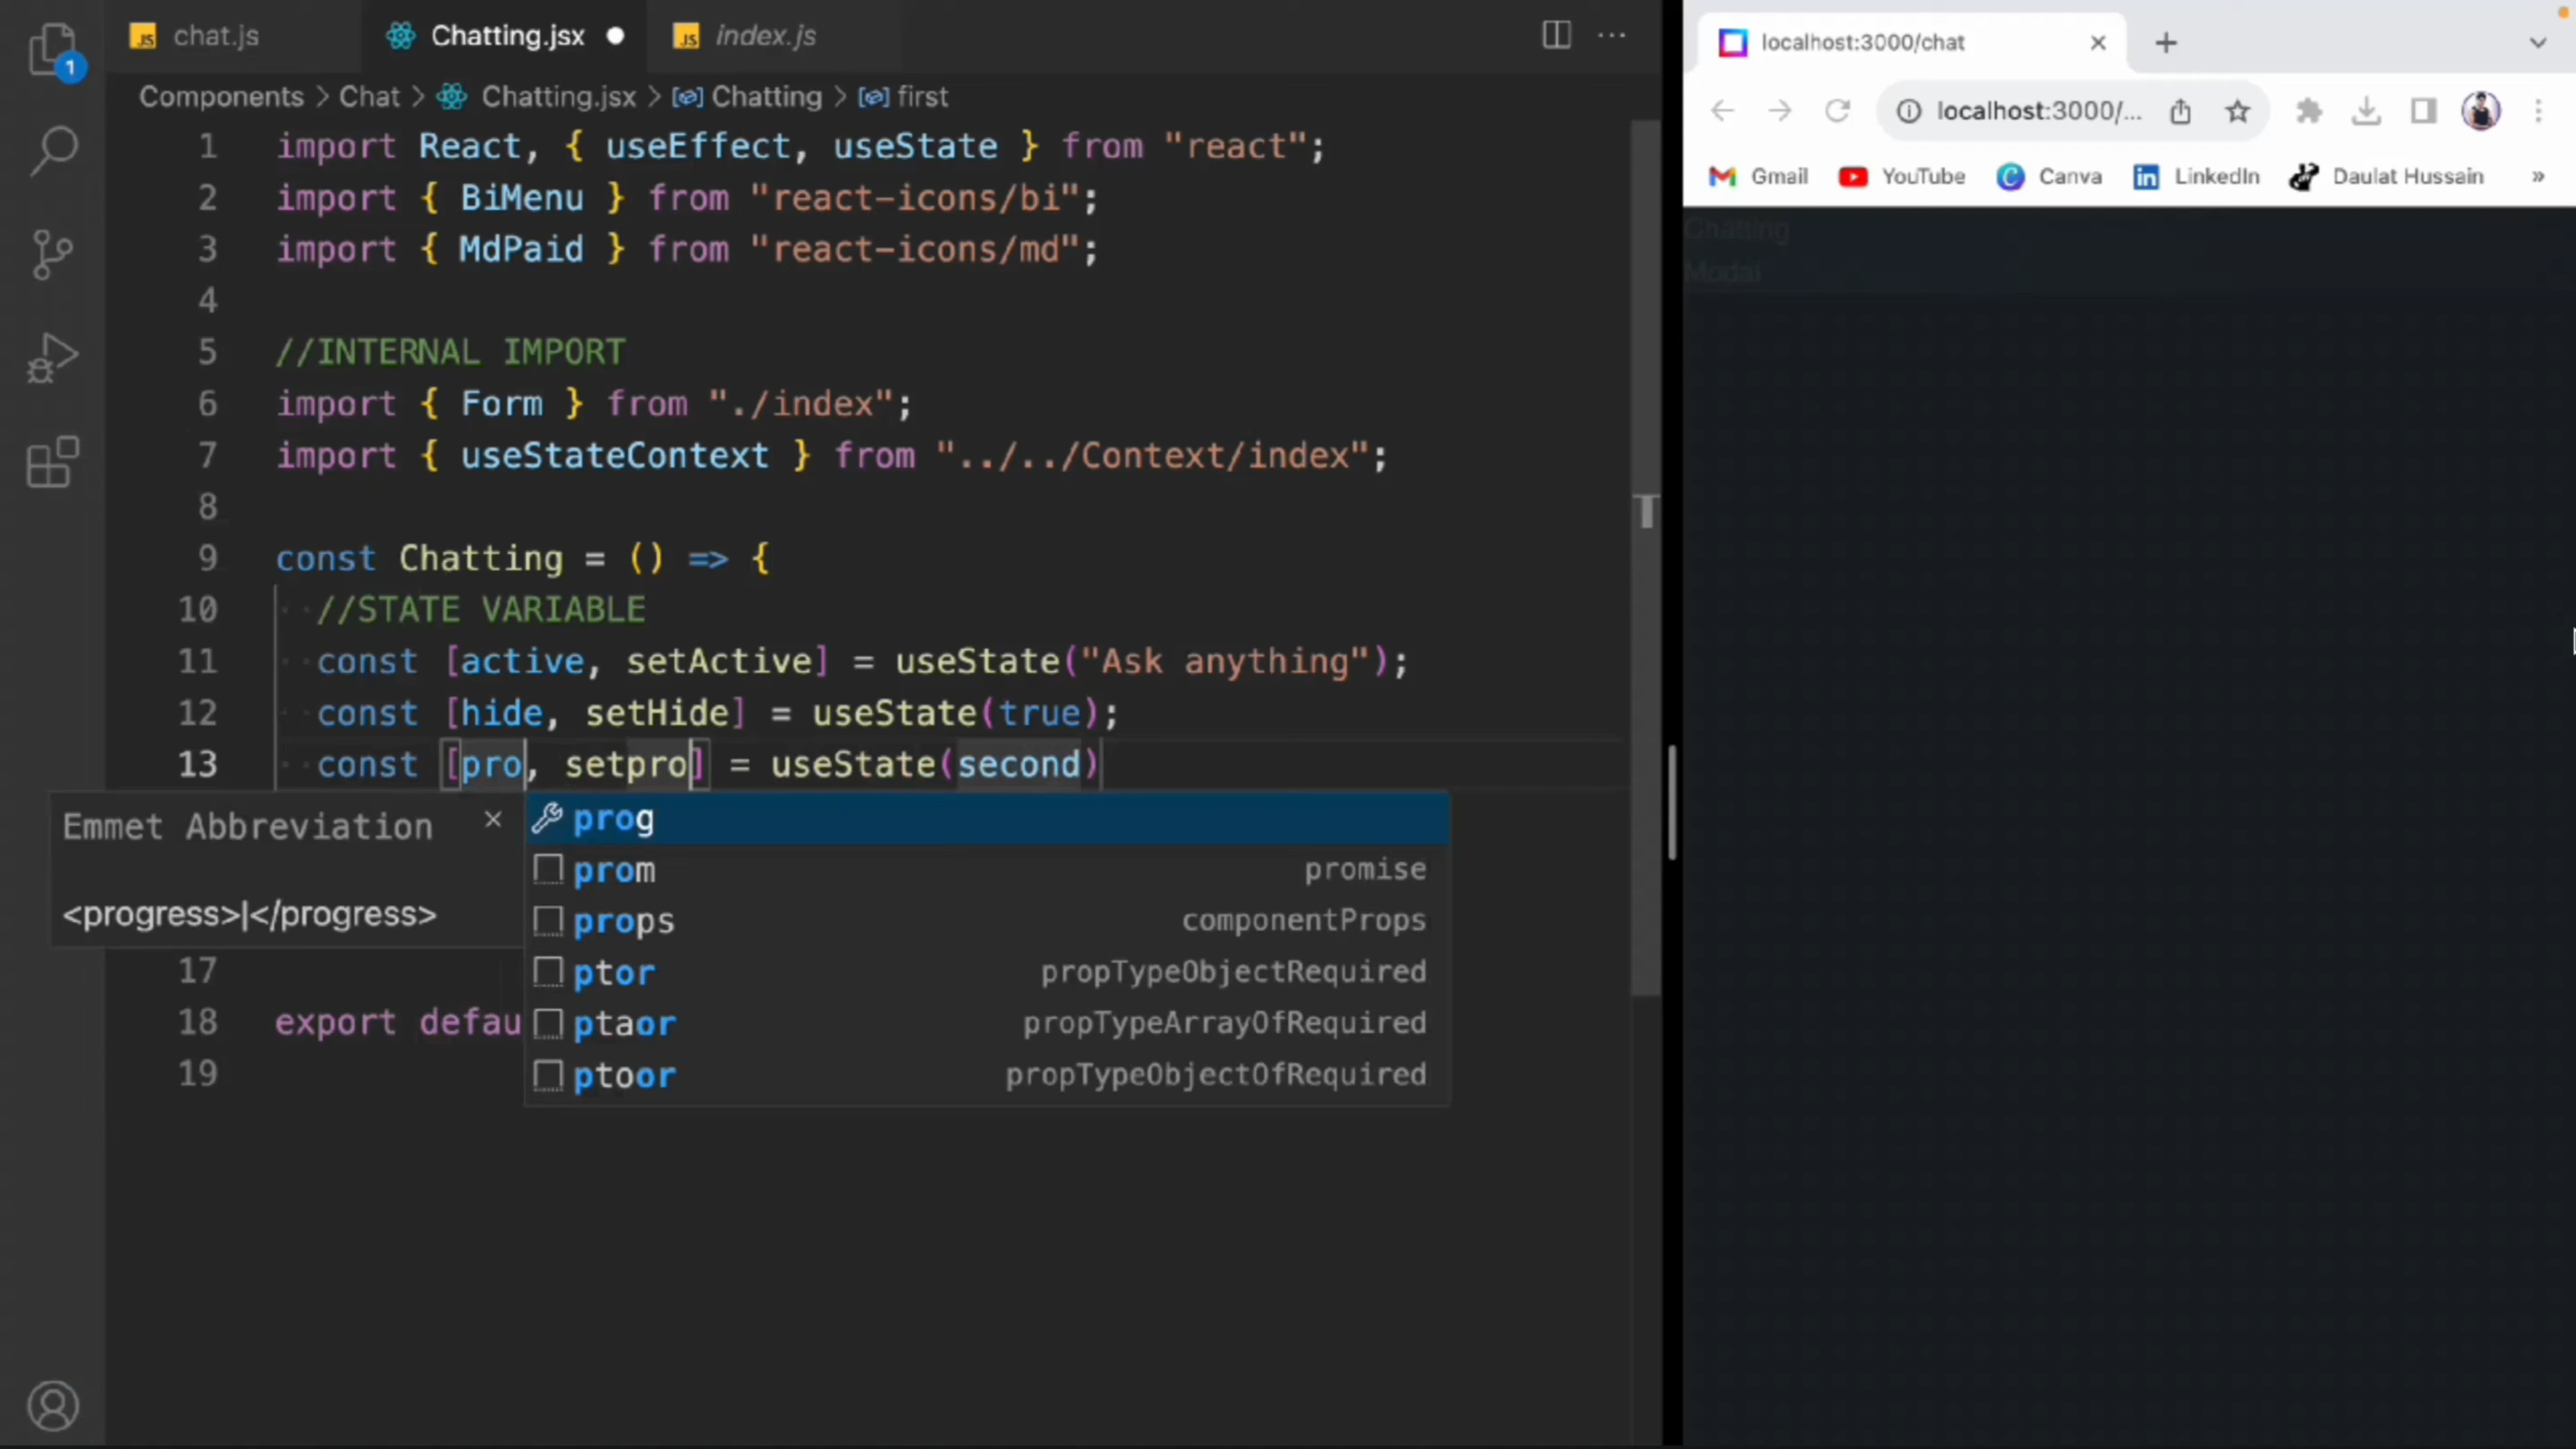 chat.js
Chatting.jsx
index.js
1
Components > Chat > Chatting.jsx > Chatting > first
1 import React, { useEffect, useState } from "react";
2 import { BiMenu } from "react-icons/bi";
3 import { MdPaid } from "react-icons/md";
4
5 //INTERNAL IMPORT
6 import { Form } from "./index";
7 import { useStateContext } from "../../Context/index";
8
9 const Chatting = () => {
10 //STATE VARIABLE
11 const [active, setActive] = useState("Ask anything");
12 const [hide, setHide] = useState(true);
13 const [pro, setpro] = useState(second)
Emmet Abbreviation
<progress>|</progress>
prog
prom promise
props componentProps
ptor propTypeObjectRequired
ptaor propTypeArrayOfRequired
ptoor propTypeObjectOfRequired
17
18 export defau
19
localhost:3000/chat
localhost:3000/...
Gmail YouTube Canva LinkedIn Daulat Hussain »
Chatting
Modal